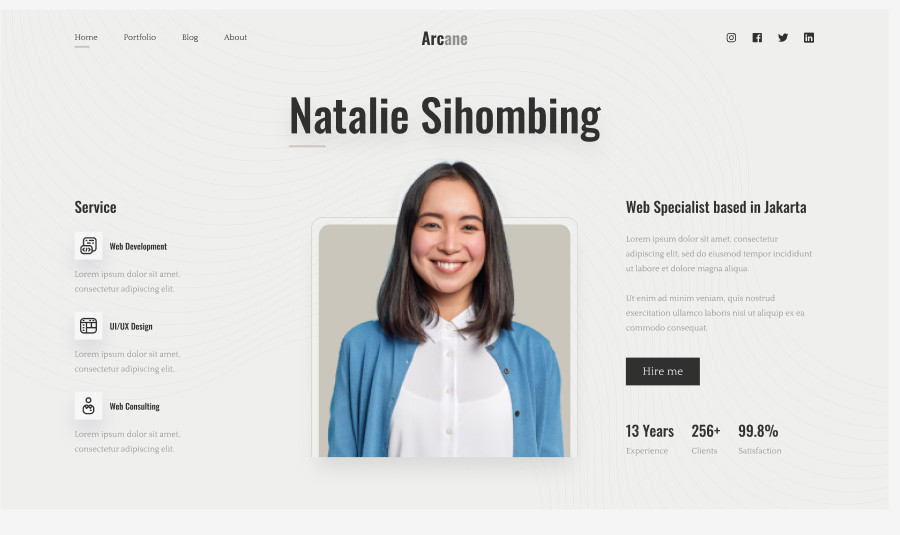 Home Portfolio Blog About Arcane
Natalie Sihombing
Service
Web Development
Lorem ipsum dolor sit amet,
consectetur adipiscing elit.
UI/UX Design
Lorem ipsum dolor sit amet,
consectetur adipiscing elit.
Web Consulting
Lorem ipsum dolor sit amet,
consectetur adipiscing elit.
Web Specialist based in Jakarta
Lorem ipsum dolor sit amet, consectetur
adipiscing elit, sed do eiusmod tempor incididunt
ut labore et dolore magna aliqua.
Ut enim ad minim veniam, quis nostrud
exercitation ullamco laboris nisi ut aliquip ex ea
commodo consequat.
Hire me
13 Years 256+ 99.8%
Experience Clients Satisfaction